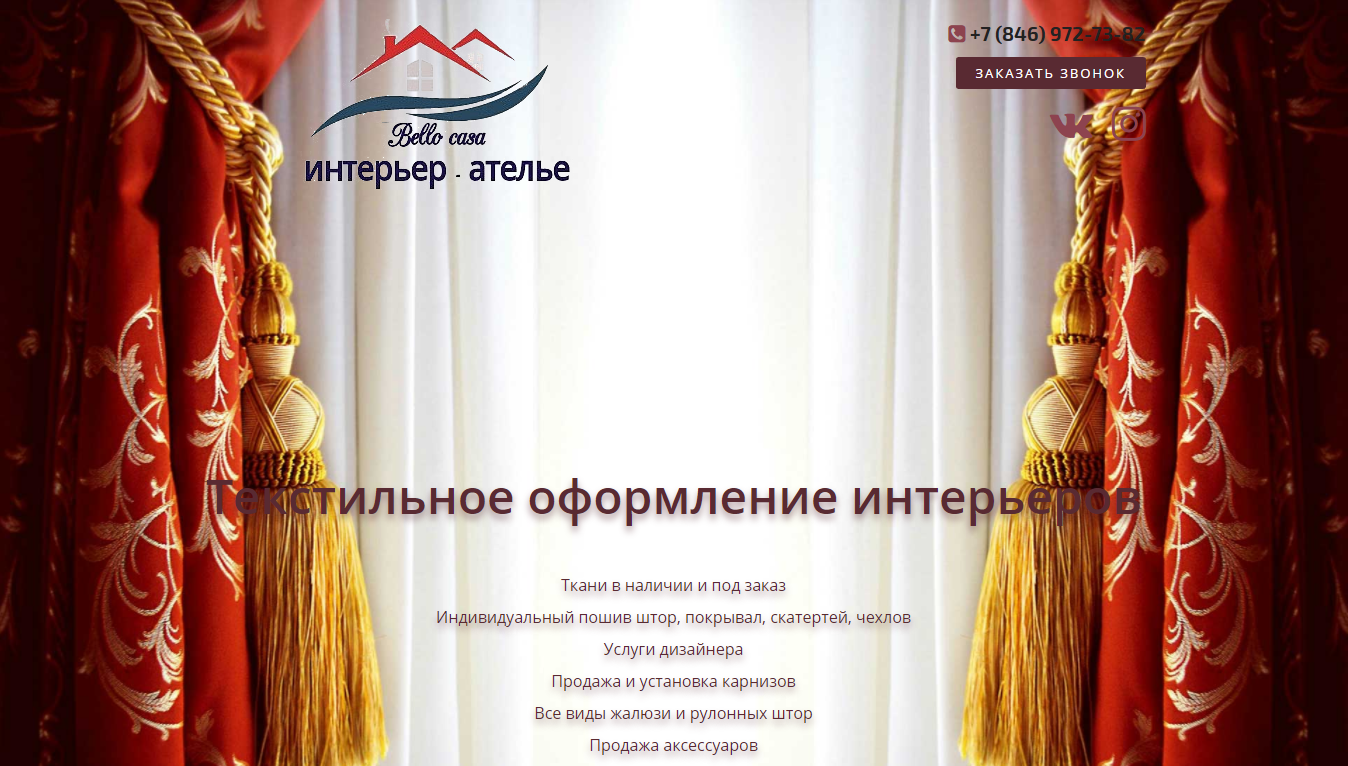 +7 (846) 972-73-82
ЗАКАЗАТЬ ЗВОНОК
Bello casa
интерьер - ателье
Текстильное оформление интерьеров
Ткани в наличии и под заказ
Индивидуальный пошив штор, покрывал, скатертей, чехлов
Услуги дизайнера
Продажа и установка карнизов
Все виды жалюзи и рулонных штор
Продажа аксессуаров